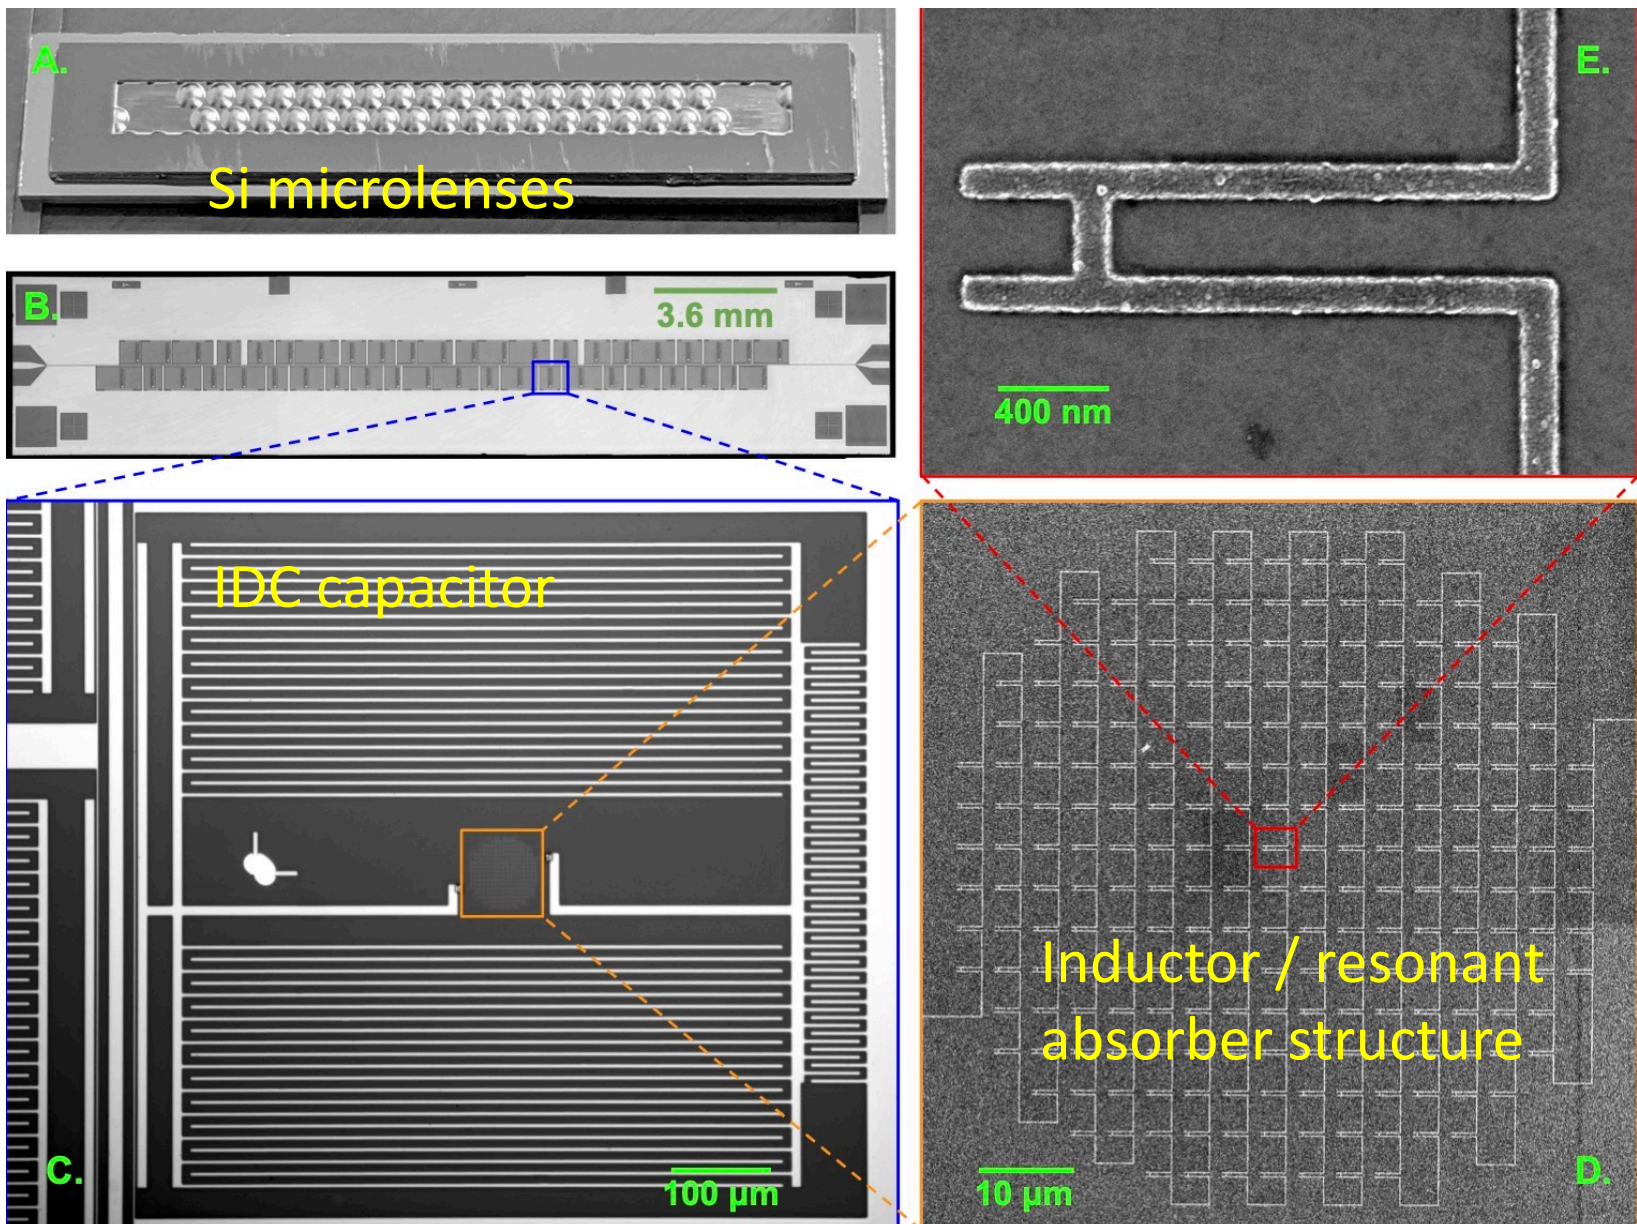 A.
Si microlenses
B.
3.6 mm
E.
400 nm
IDC capacitor
C.
100 µm
Inductor / resonant
absorber structure
10 µm
D.